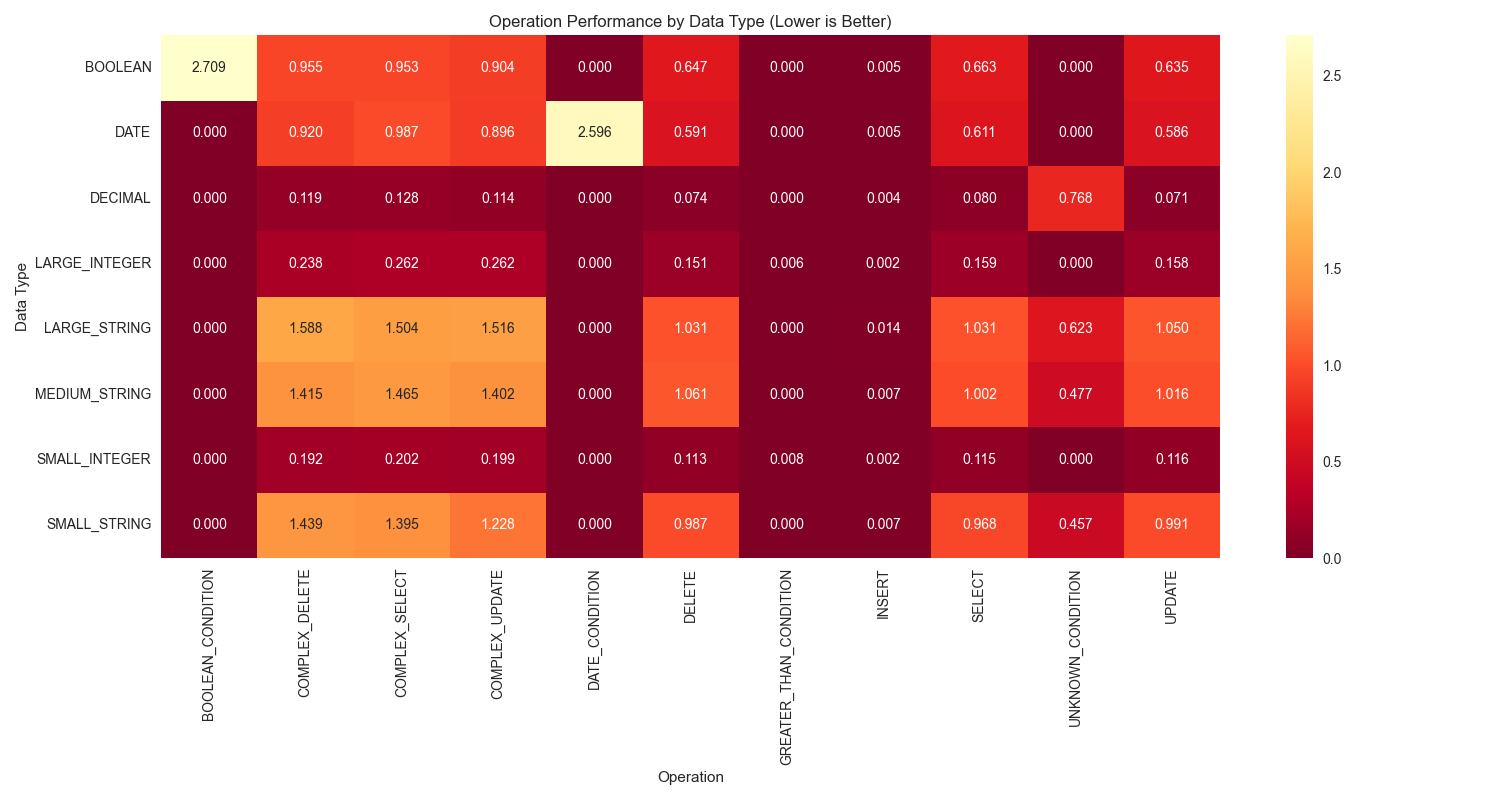 Operation Performance by Data Type (Lower is Better)
BOOLEAN 2.709 0.955 0.953 0.904 0.000 0.647 0.000 0.005 0.663 0.000 0.635
DATE 0.000 0.920 0.987 0.896 2.596 0.591 0.000 0.005 0.611 0.000 0.586
DECIMAL 0.000 0.119 0.128 0.114 0.000 0.074 0.000 0.004 0.080 0.768 0.071
LARGE_INTEGER 0.000 0.238 0.262 0.262 0.000 0.151 0.006 0.002 0.159 0.000 0.158
LARGE_STRING 0.000 1.588 1.504 1.516 0.000 1.031 0.000 0.014 1.031 0.623 1.050
MEDIUM_STRING 0.000 1.415 1.465 1.402 0.000 1.061 0.000 0.007 1.002 0.477 1.016
SMALL_INTEGER 0.000 0.192 0.202 0.199 0.000 0.113 0.008 0.002 0.115 0.000 0.116
SMALL_STRING 0.000 1.439 1.395 1.228 0.000 0.987 0.000 0.007 0.968 0.457 0.991
Data Type
BOOLEAN_CONDITION
COMPLEX_DELETE
COMPLEX_SELECT
COMPLEX_UPDATE
DATE_CONDITION
DELETE
GREATER_THAN_CONDITION
INSERT
SELECT
UNKNOWN_CONDITION
UPDATE
Operation
2.5
2.0
1.5
1.0
0.5
0.0